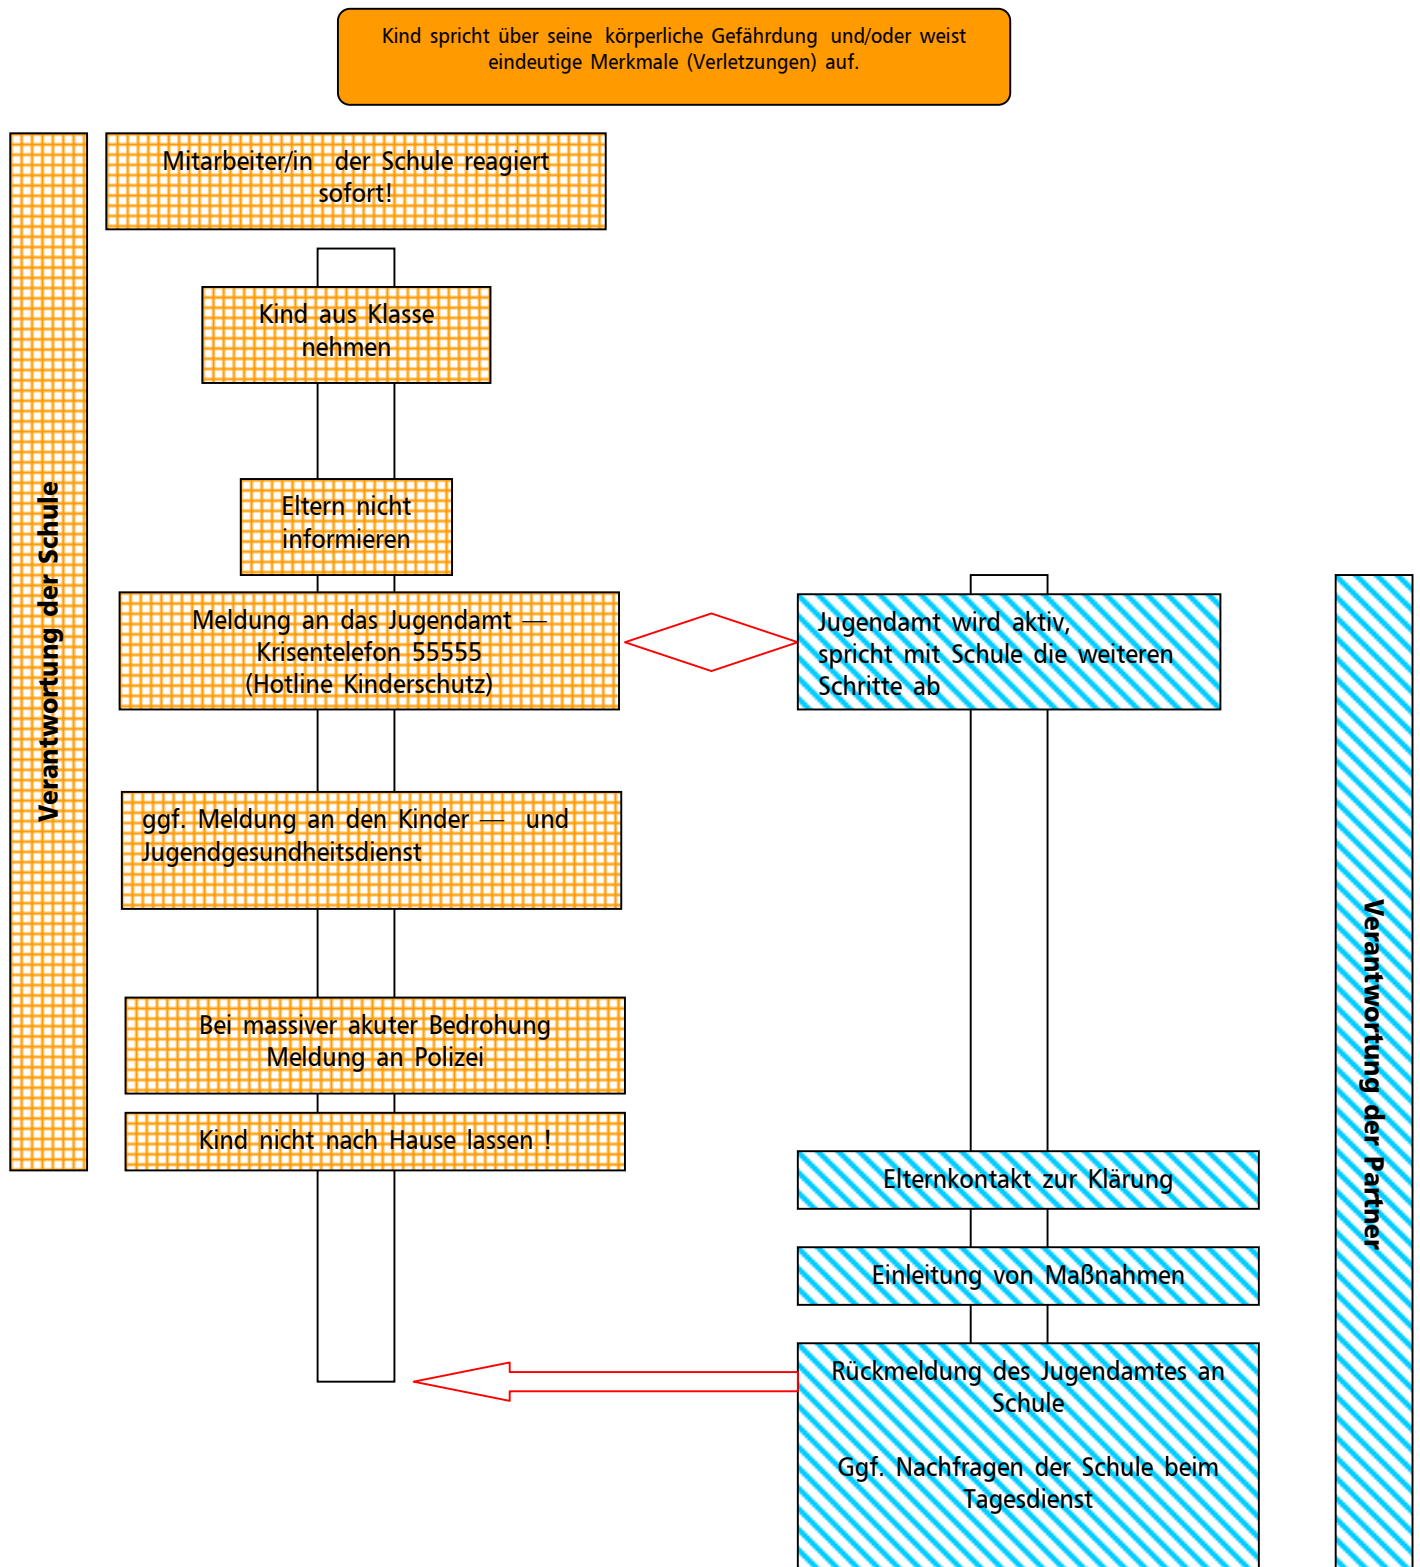 Kind spricht über seine körperliche Gefährdung und/oder weist
eindeutige Merkmale (Verletzungen) auf.
Verantwortung der Schule
Mitarbeiter/in der Schule reagiert
sofort!
Kind aus Klasse
nehmen
Eltern nicht
informieren
Meldung an das Jugendamt —
Krisentelefon 55555
(Hotline Kinderschutz)
Jugendamt wird aktiv,
spricht mit Schule die weiteren
Schritte ab
ggf. Meldung an den Kinder — und
Jugendgesundheitsdienst
Bei massiver akuter Bedrohung
Meldung an Polizei
Kind nicht nach Hause lassen !
Verantwortung der Partner
Elternkontakt zur Klärung
Einleitung von Maßnahmen
Rückmeldung des Jugendamtes an
Schule
Ggf. Nachfragen der Schule beim
Tagesdienst